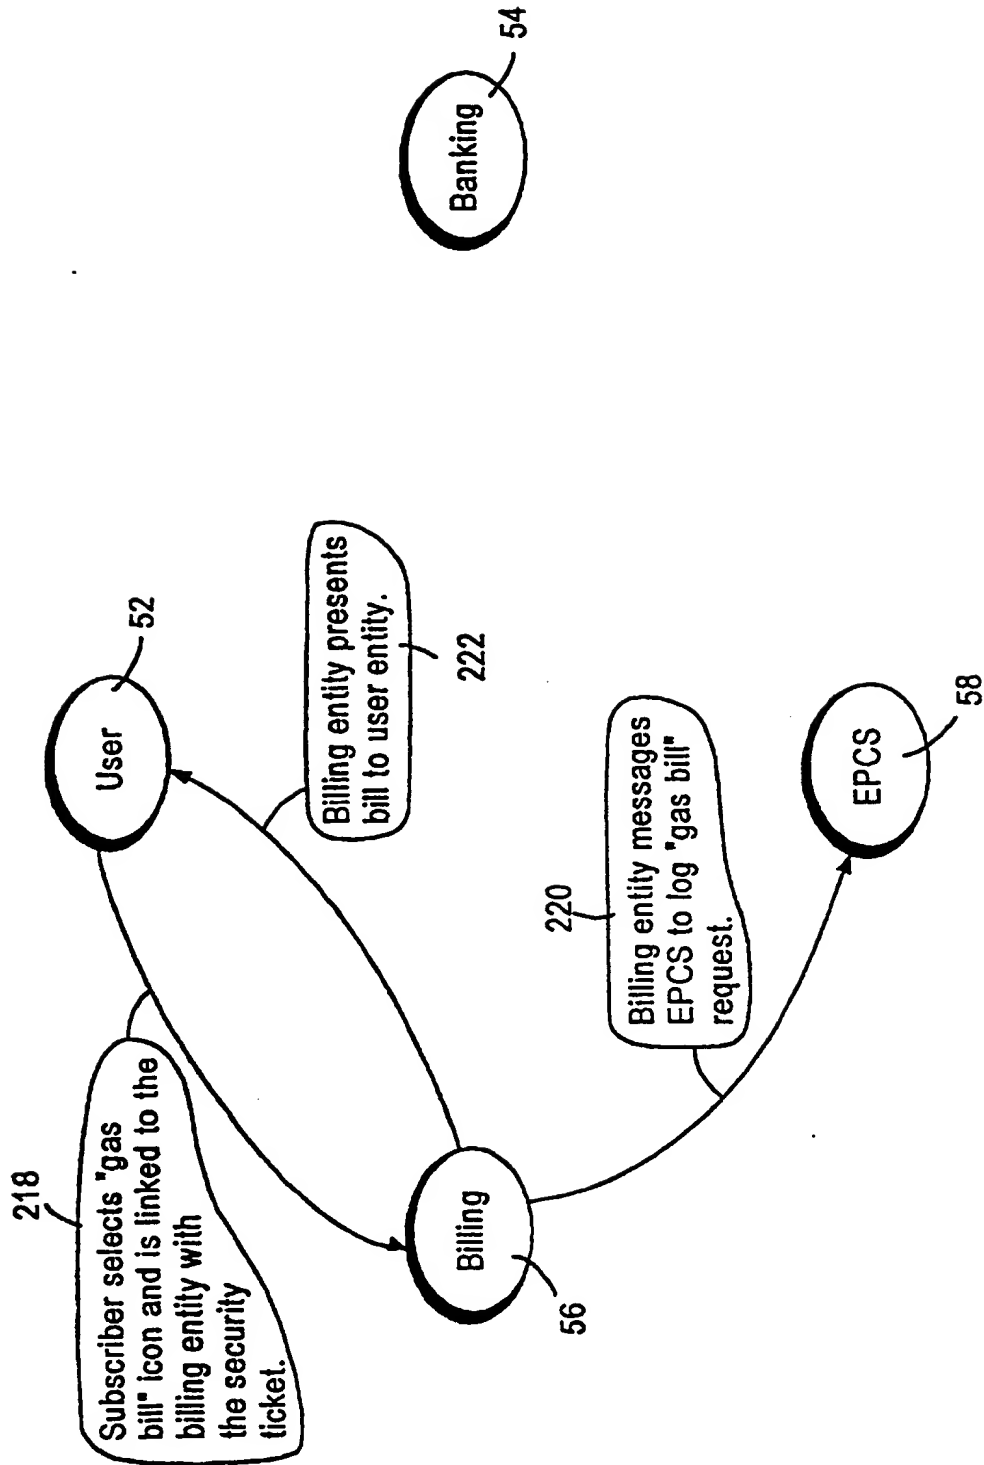 218
Subscriber selects "gas
bill" icon and is linked to the
billing entity with
the security
ticket.
User
52
Billing entity presents
bill to user entity.
222
Billing
56
Banking
54
220
Billing entity messages
EPCS to log "gas bill"
request.
EPCS
58